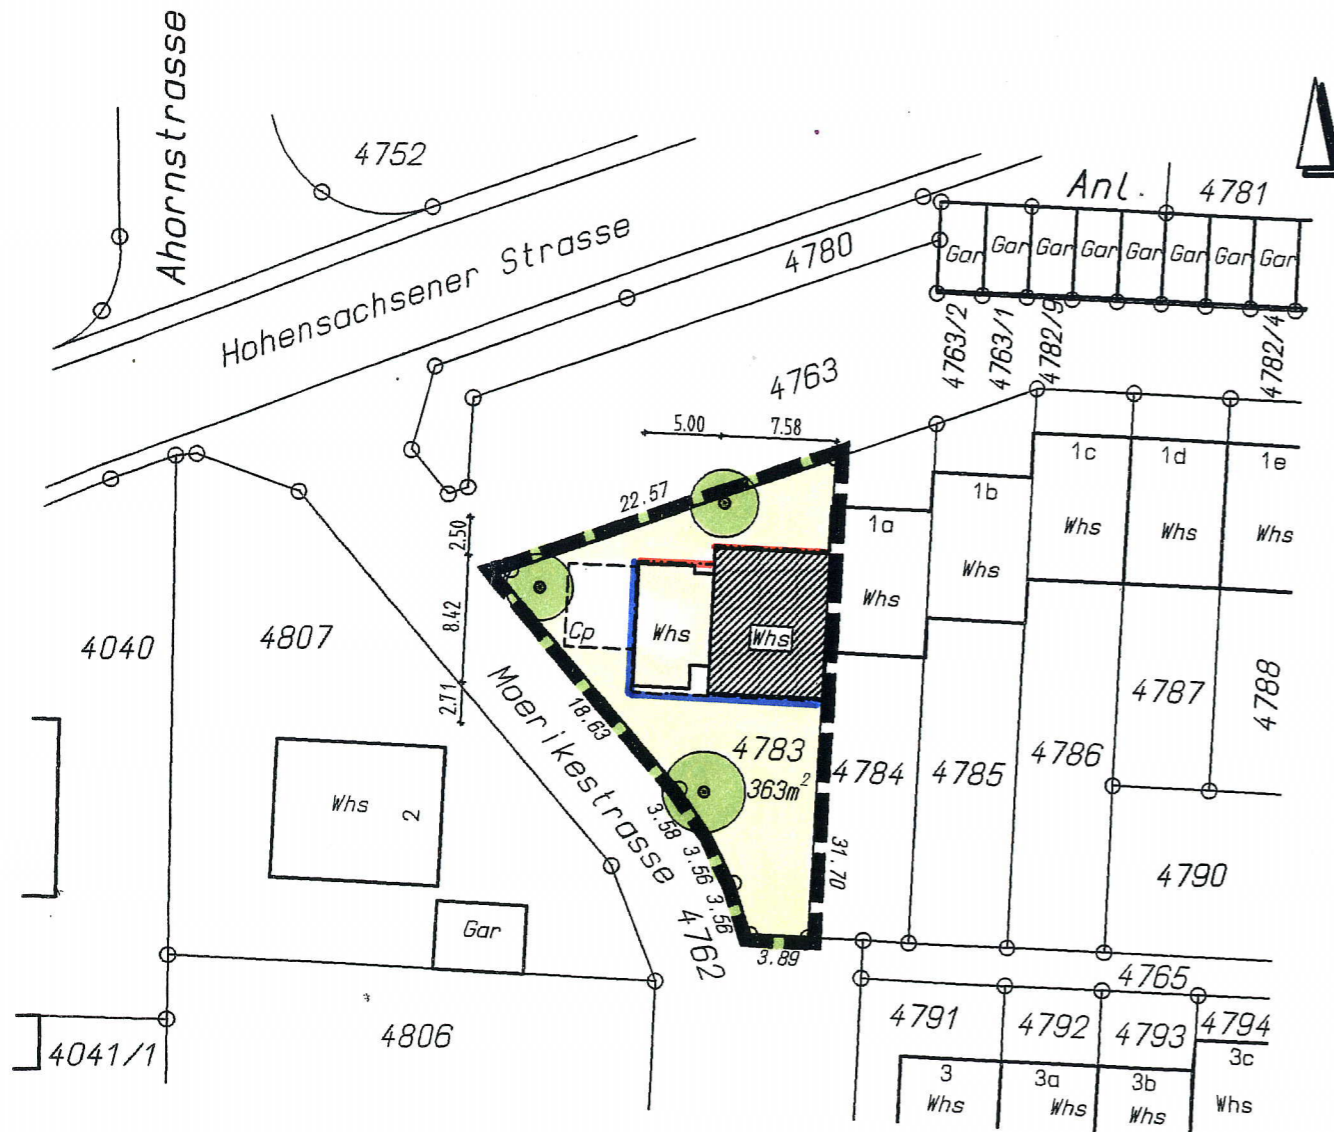 Ahornstrasse
4752
Hohensachsener Strasse
4780
Anl.
4781
Gar
Gar
Gar
Gar
Gar
Gar
Gar
Gar
4763/2
4763/1
4782/9
4782/4
4763
5.00
7.58
22.57
2.50
8.42
2.71
1a
Whs
1b
Whs
1c
Whs
1d
Whs
1e
Whs
Cp
Whs
Whs
4040
4807
Moerikestrasse
4762
18.63
4783
363m²
3.58
3.56
3.56
3.89
31.70
4784
4785
4786
4787
4788
4790
Whs
2
Gar
4806
4041/1
4765
4791
4792
4793
4794
3
Whs
3a
Whs
3b
Whs
3c
Whs